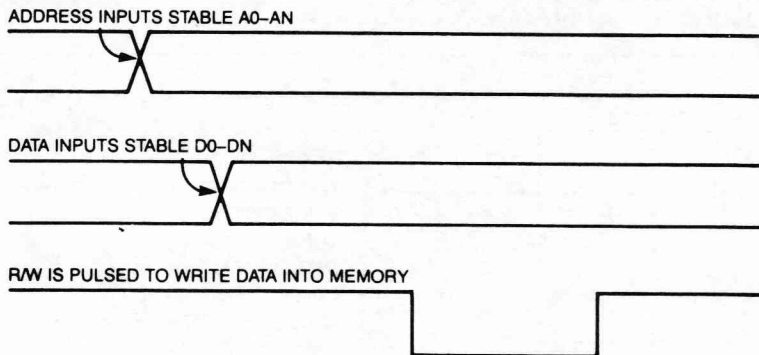 ADDRESS INPUTS STABLE A0–AN
DATA INPUTS STABLE D0–DN
R/W IS PULSED TO WRITE DATA INTO MEMORY